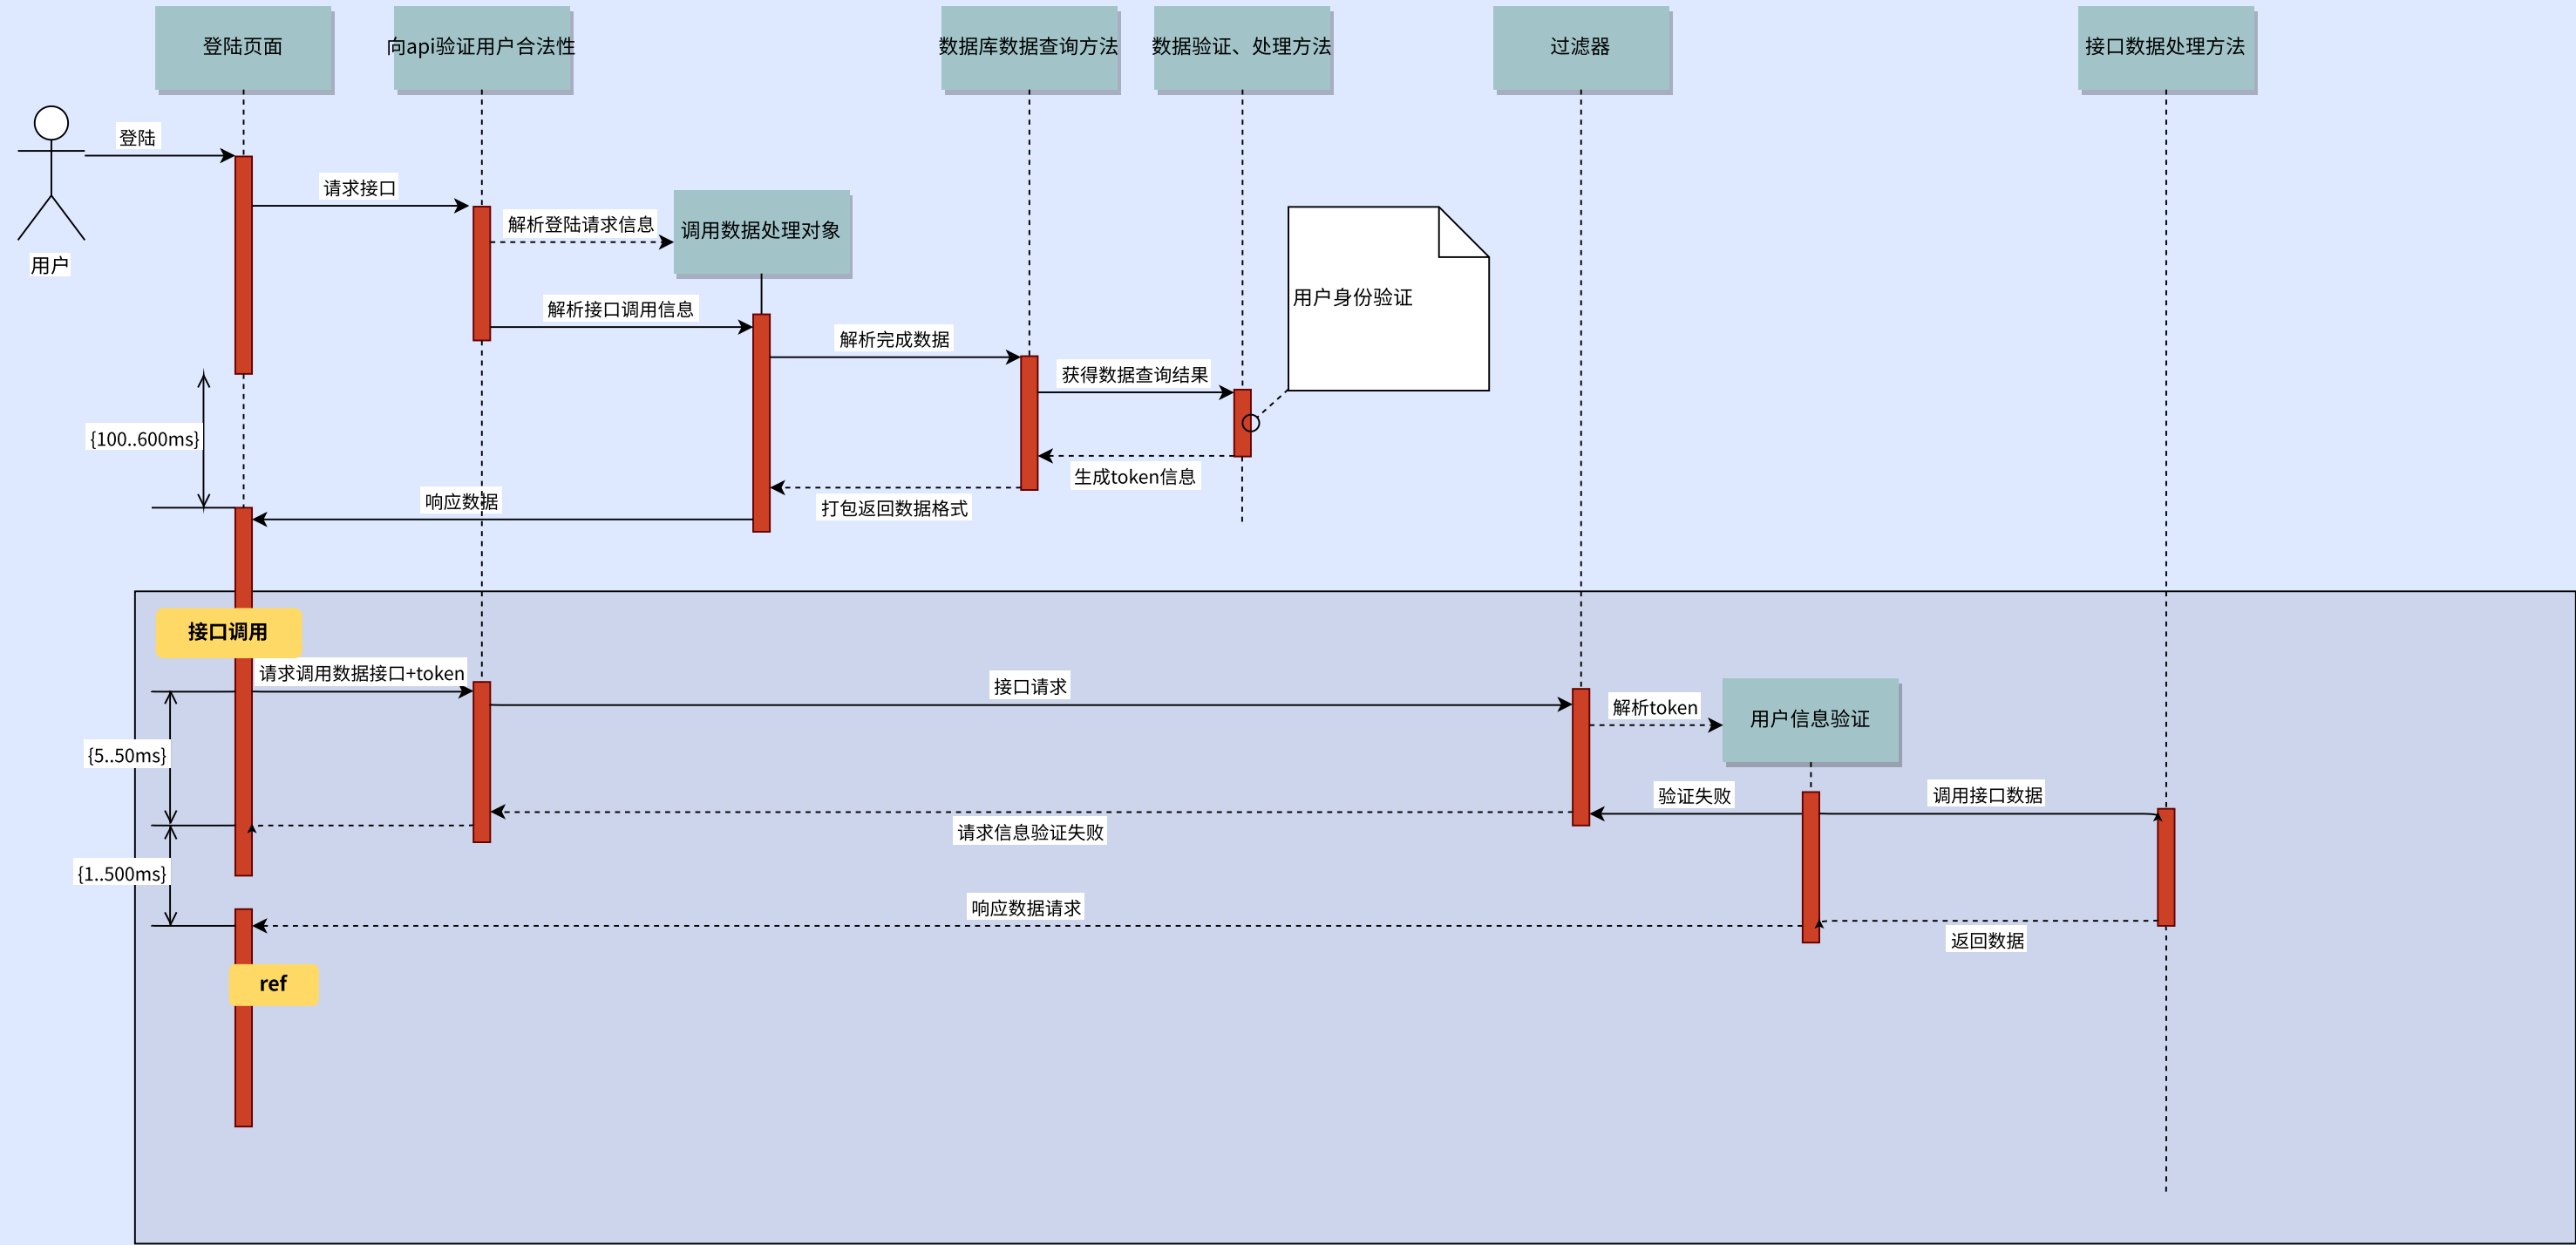 登陆页面
向api验证用户合法性
数据库数据查询方法
数据验证、处理方法
过滤器
接口数据处理方法
登陆
请求接口
解析登陆请求信息
调用数据处理对象
用户
用户身份验证
解析接口调用信息
解析完成数据
获得数据查询结果
{100..600ms}
生成token信息
响应数据
打包返回数据格式
接口调用
请求调用数据接口+token
接口请求
解析token
用户信息验证
{5..50ms}
验证失败
调用接口数据
请求信息验证失败
{1..500ms}
响应数据请求
返回数据
ref